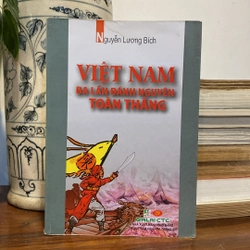 Nguyễn Lương Bích
VIỆT NAM
BA LẦN ĐÁNH NGUYÊN
TOÀN THẮNG